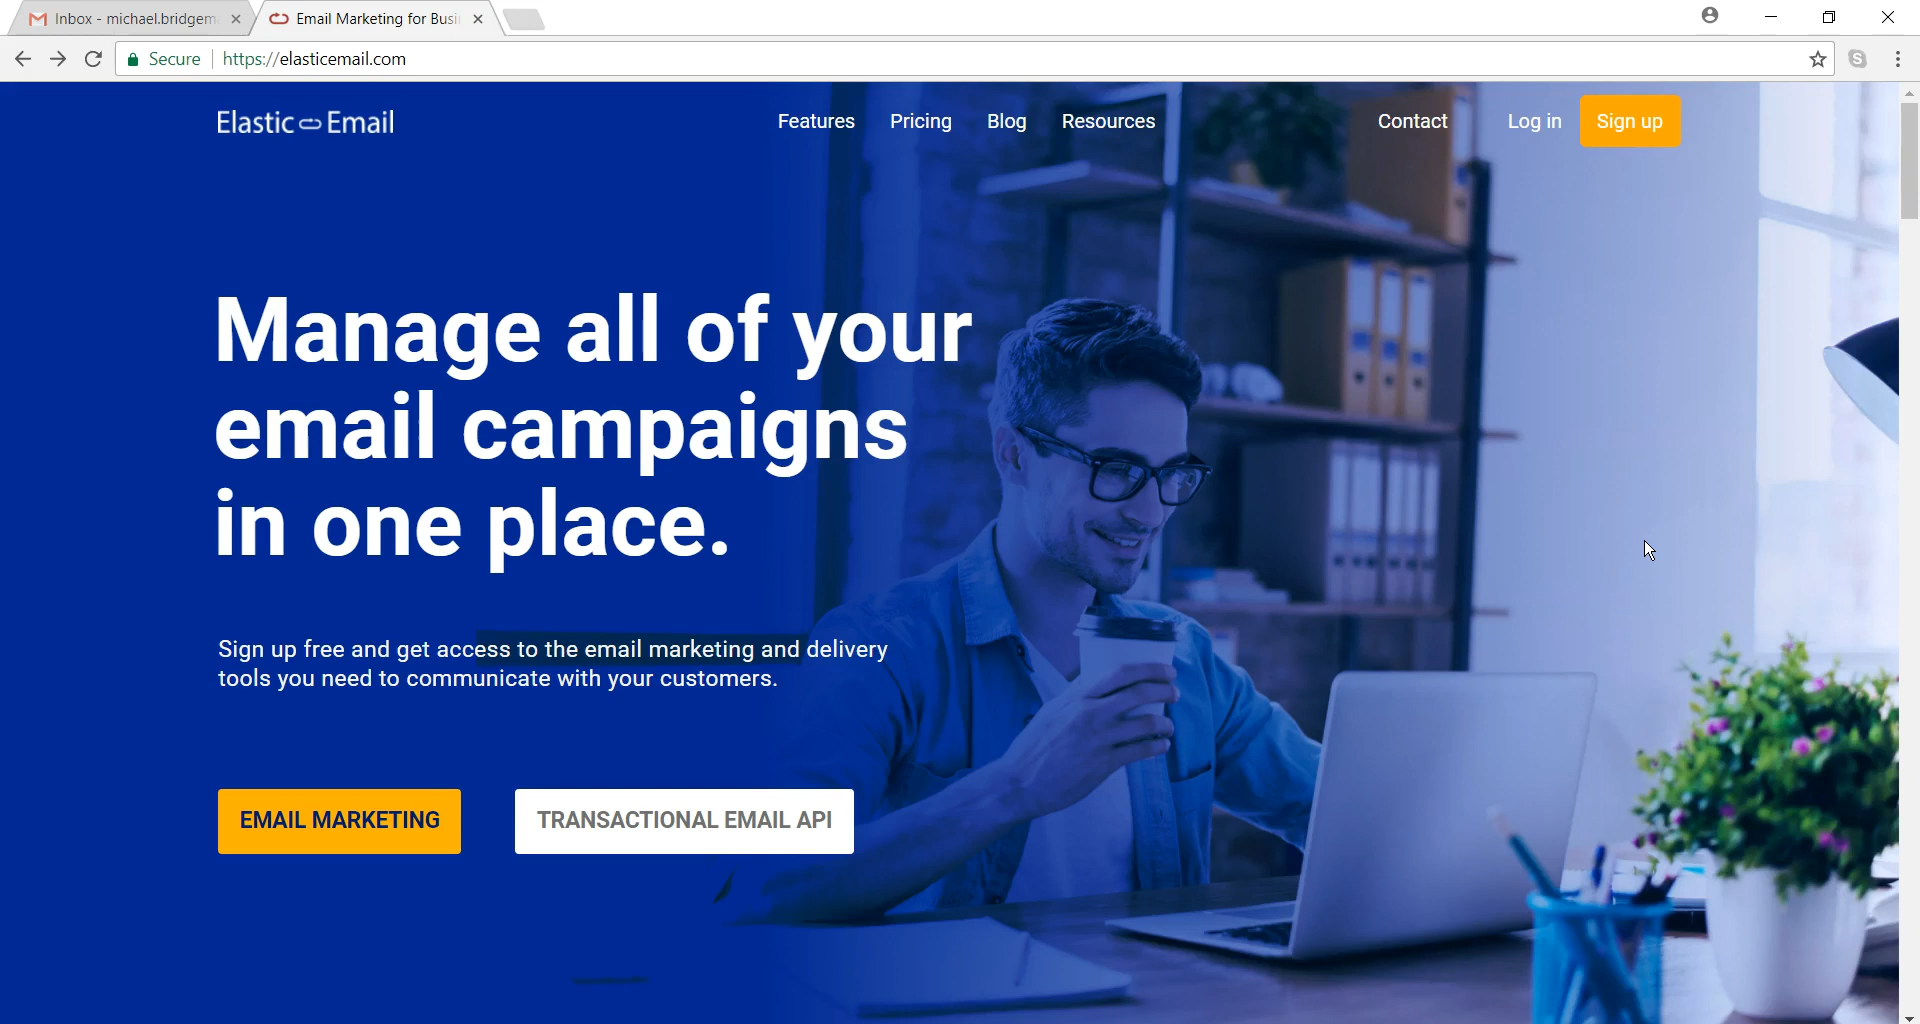 Inbox - michael.bridgem
Email Marketing for Busi
Secure
https://elasticemail.com
Elastic Email
Features
Pricing
Blog
Resources
Contact
Log in
Sign up
Manage all of your
email campaigns
in one place.
Sign up free and get access to the email marketing and delivery
tools you need to communicate with your customers.
EMAIL MARKETING
TRANSACTIONAL EMAIL API